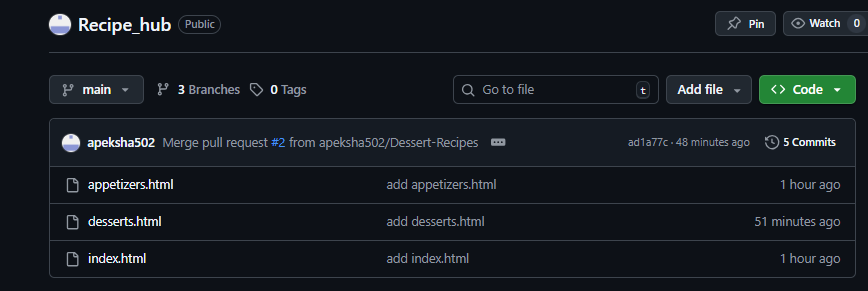 Recipe_hub Public Pin Watch 0
main 3 Branches 0 Tags Go to file t Add file Code
apeksha502 Merge pull request #2 from apeksha502/Dessert-Recipes ad1a77c · 48 minutes ago 5 Commits
appetizers.html add appetizers.html 1 hour ago
desserts.html add desserts.html 51 minutes ago
index.html add index.html 1 hour ago